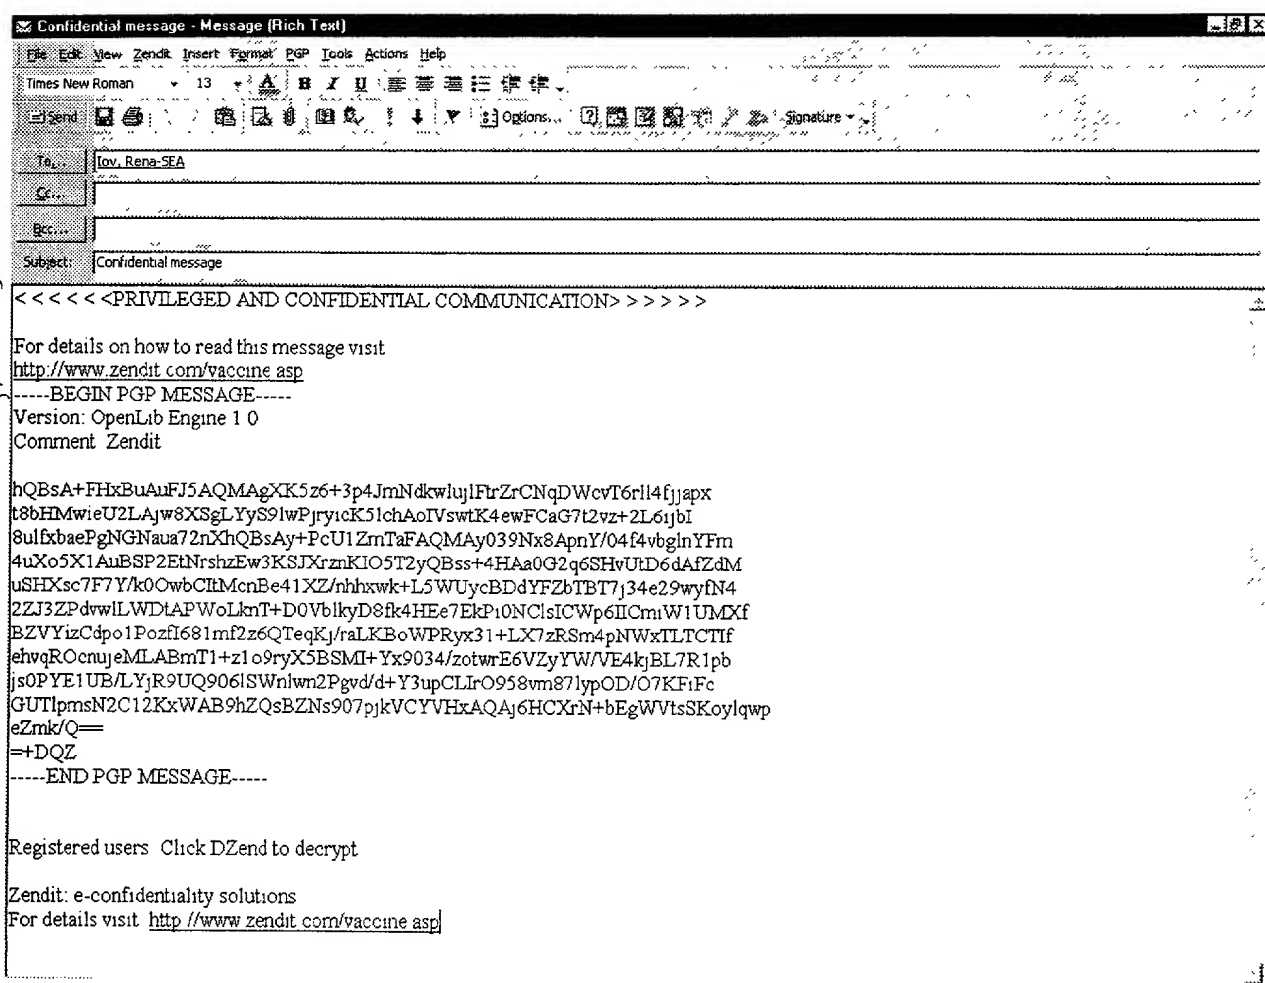 Confidential message - Message (Rich Text)
File Edit View Zendit Insert Format PGP Tools Actions Help
Times New Roman 13 A B I U
Send Options... Signature
To... Iov, Rena-SEA
Cc...
Bcc...
Subject: Confidential message
< < < < < <PRIVILEGED AND CONFIDENTIAL COMMUNICATION> > > > > >
For details on how to read this message visit
http://www.zendit com/vaccine asp
-----BEGIN PGP MESSAGE-----
Version: OpenLib Engine 1 0
Comment Zendit
hQBsA+FHxBuAuFJ5AQMAgXK5z6+3p4JmNdkwluj1FtrZrCNqDWcvT6rll4fjjapx
t8bHMwieU2LAjw8XSgLYyS9lwPjryicK5lchAoIVswtK4ewFCaG7t2vz+2L6ijbI
8ulfxbaePgNGNaua72nXhQBsAy+PcU1ZmTaFAQMAy039Nx8ApnY/04f4vbglnYFm
4uXo5X1AuBSP2EtNrshzEw3KSJXrznKIO5T2yQBss+4HAa0G2q6SHvUtD6dAfZdM
uSHXsc7F7Y/k0OwbCItMcnBe41XZ/nhhxwk+L5WUycBDdYFZbTBT7j34e29wyfN4
2ZJ3ZPdvwlLWDtAPWoLknT+D0VblkyD8fk4HEe7EkPi0NClsICWp6IICmiW1UMXf
BZVYizCdpo1PozfI681mf2z6QTeqKj/raLKBoWPRyx31+LX7zRSm4pNWxTLTCTIf
ehvqROcnujeMLABmT1+z1o9ryX5BSMI+Yx9034/zotwrE6VZyYW/VE4kjBL7R1pb
js0PYE1UB/LYjR9UQ906lSWnlwn2Pgvd/d+Y3upCLIrO958vm87lypOD/O7KFiFc
GUTlpmsN2C12KxWAB9hZQsBZNs907pjkVCYVHxAQAj6HCXrN+bEgWVtsSKoylqwp
eZmk/Q==
=+DQZ
-----END PGP MESSAGE-----
Registered users Click DZend to decrypt
Zendit: e-confidentiality solutions
For details visit http //www zendit com/vaccine asp